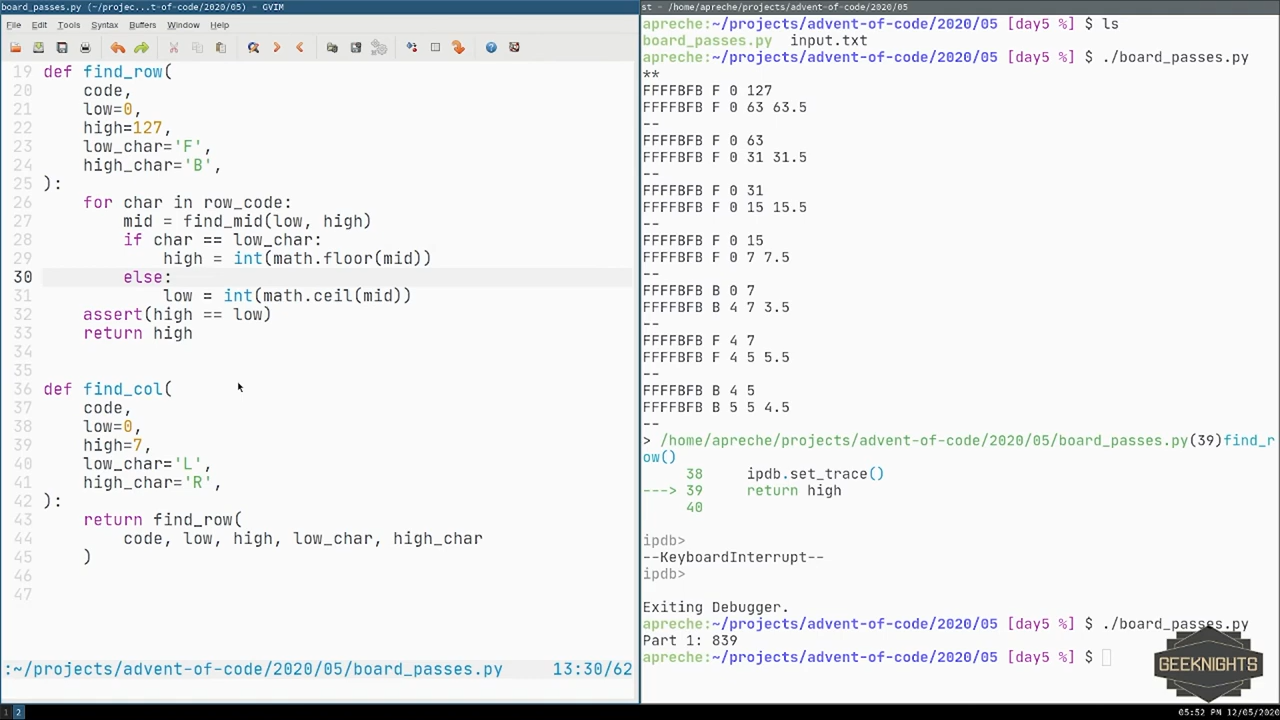 board_passes.py (~/projec...t-of-code/2020/05) - GVIM
File Edit Tools Syntax Buffers Window Help
19 def find_row(
20     code,
21     low=0,
22     high=127,
23     low_char='F',
24     high_char='B',
25 ):
26     for char in row_code:
27         mid = find_mid(low, high)
28         if char == low_char:
29             high = int(math.floor(mid))
30         else:
31             low = int(math.ceil(mid))
32     assert(high == low)
33     return high
34
35
36 def find_col(
37     code,
38     low=0,
39     high=7,
40     low_char='L',
41     high_char='R',
42 ):
43     return find_row(
44         code, low, high, low_char, high_char
45     )
46
47
:~/projects/advent-of-code/2020/05/board_passes.py 13:30/62
1 2
st - /home/apreche/projects/advent-of-code/2020/05
apreche:~/projects/advent-of-code/2020/05 [day5 %] $ ls
board_passes.py  input.txt
apreche:~/projects/advent-of-code/2020/05 [day5 %] $ ./board_passes.py
**
FFFFBFB F 0 127
FFFFBFB F 0 63 63.5
--
FFFFBFB F 0 63
FFFFBFB F 0 31 31.5
--
FFFFBFB F 0 31
FFFFBFB F 0 15 15.5
--
FFFFBFB F 0 15
FFFFBFB F 0 7 7.5
--
FFFFBFB B 0 7
FFFFBFB B 4 7 3.5
--
FFFFBFB F 4 7
FFFFBFB F 4 5 5.5
--
FFFFBFB B 4 5
FFFFBFB B 5 5 4.5
--
> /home/apreche/projects/advent-of-code/2020/05/board_passes.py(39)find_r
ow()
     38     ipdb.set_trace()
---> 39     return high
     40
ipdb>
--KeyboardInterrupt--
ipdb>
Exiting Debugger.
apreche:~/projects/advent-of-code/2020/05 [day5 %] $ ./board_passes.py
Part 1: 839
apreche:~/projects/advent-of-code/2020/05 [day5 %] $
GEEKNIGHTS
05:52 PM 12/05/2020